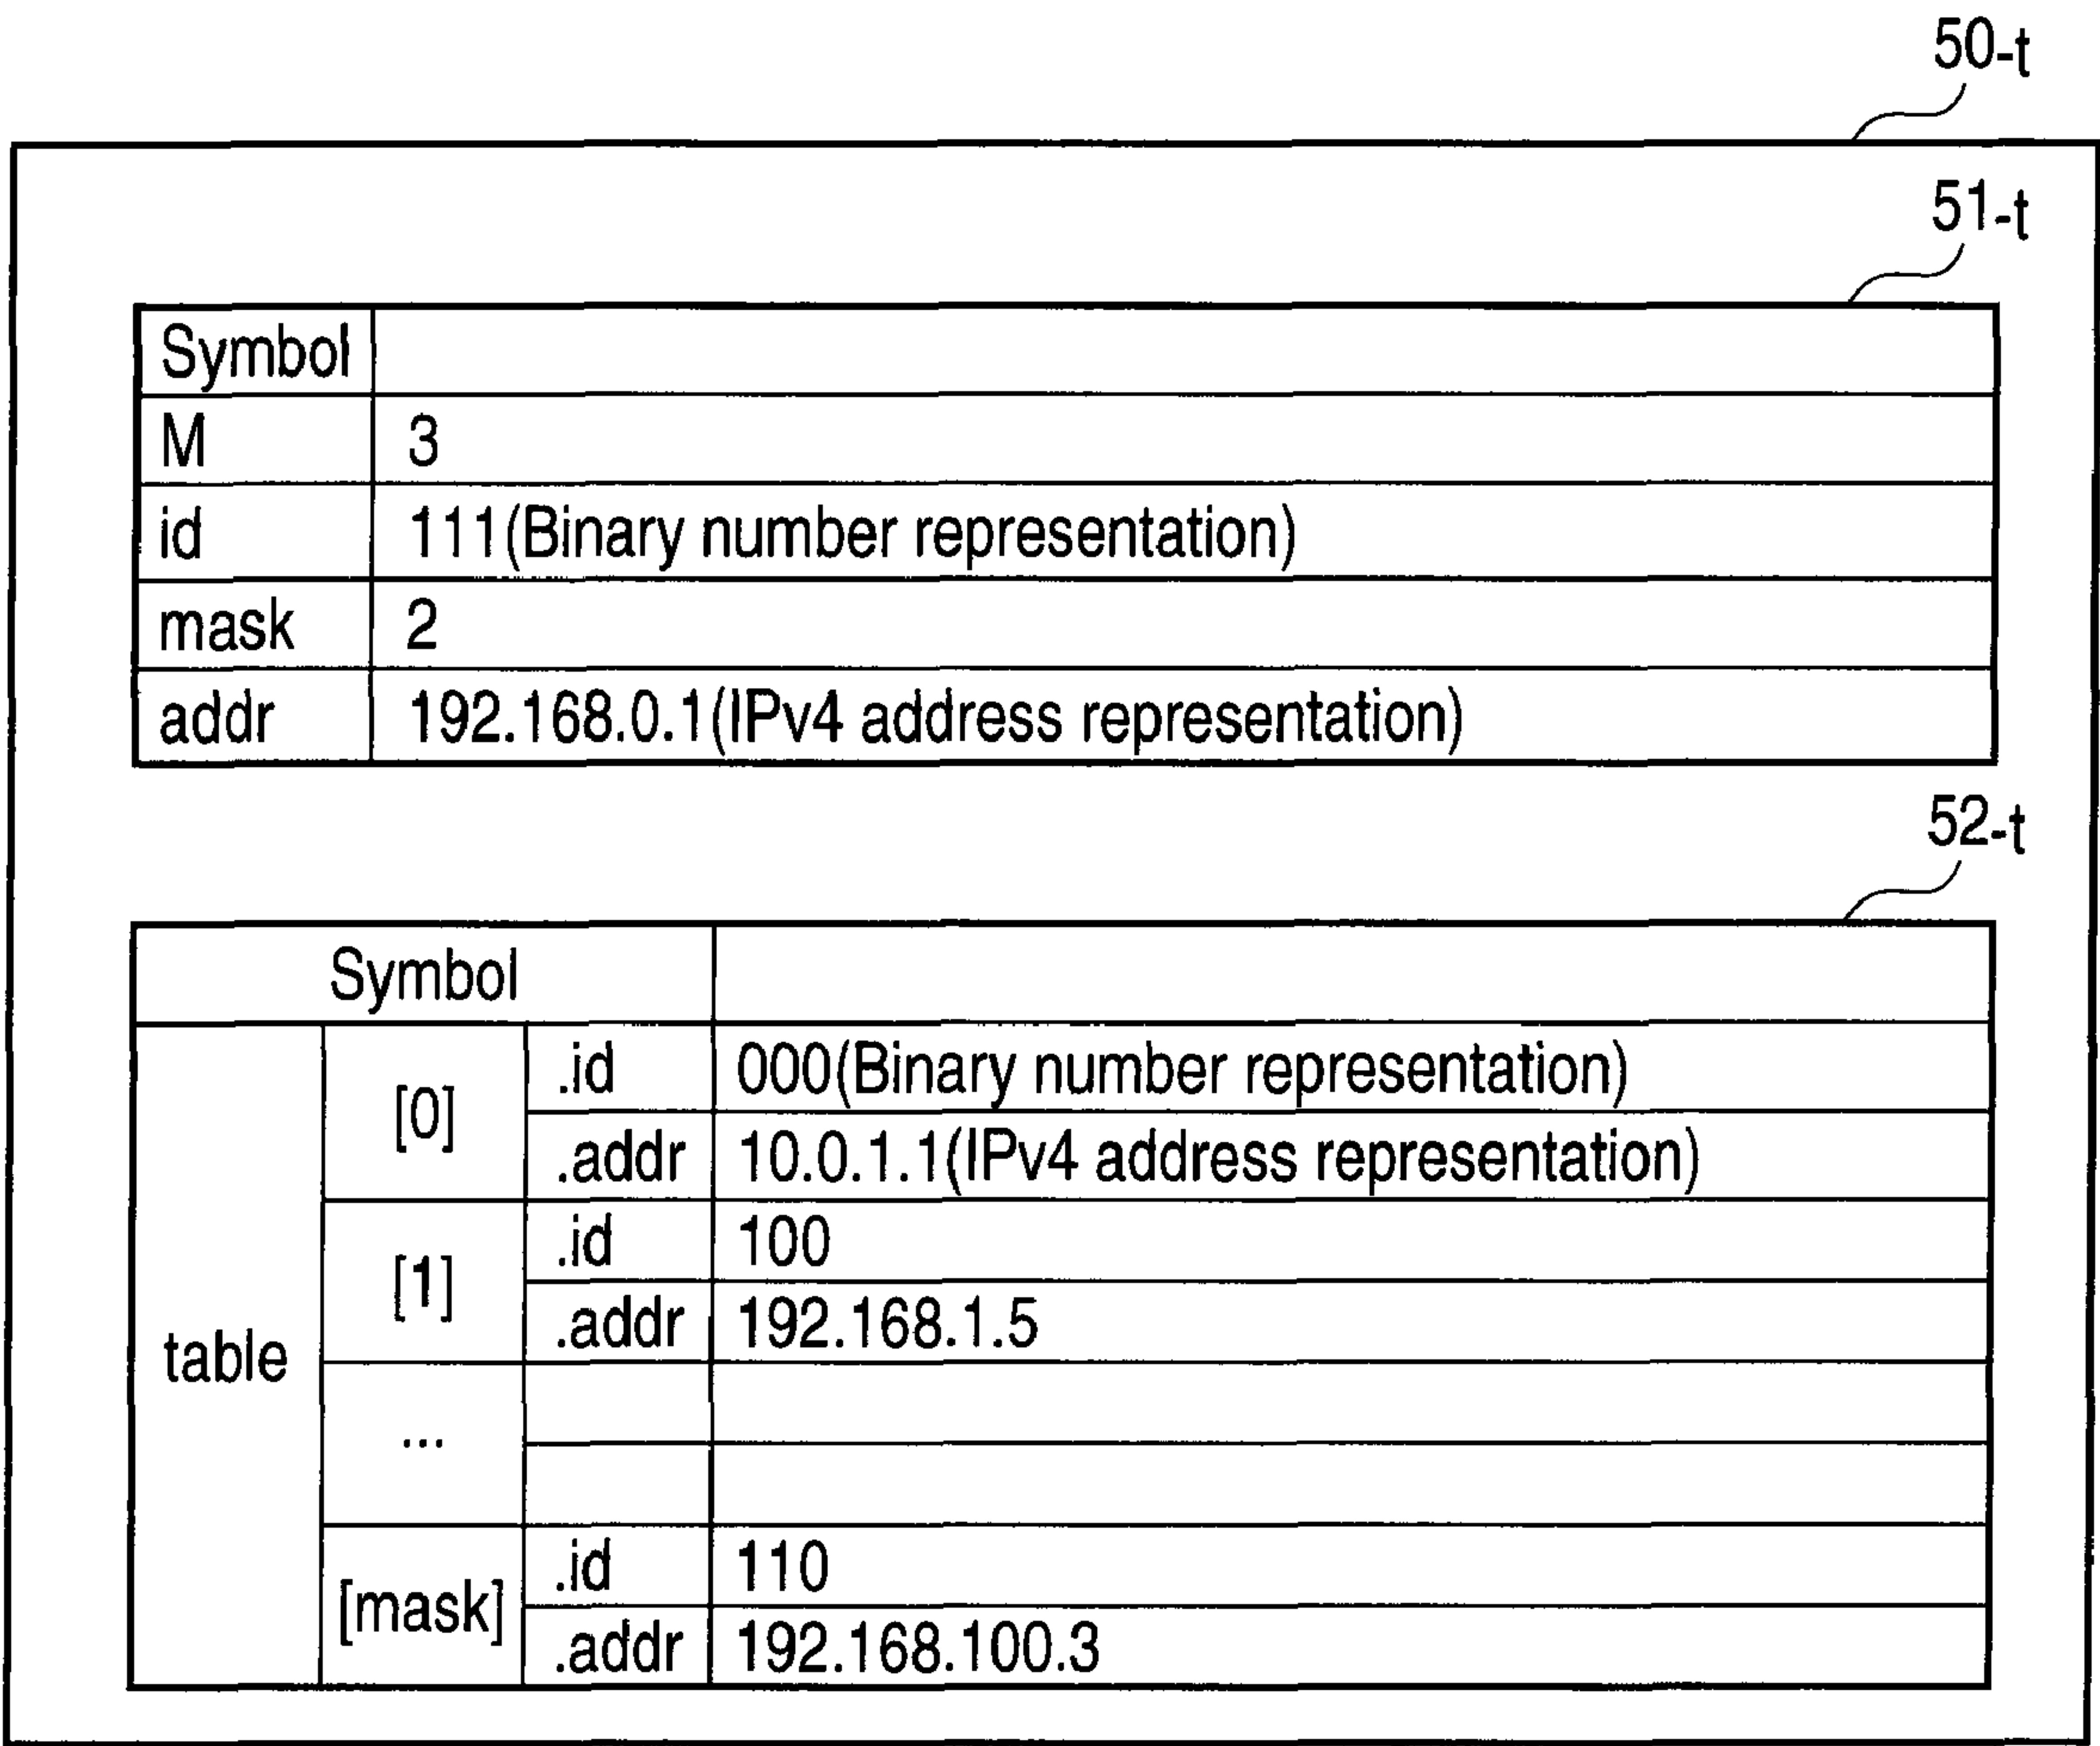 50-t
51-t
Symbol
M 3
id 111(Binary number representation)
mask 2
addr 192.168.0.1(IPv4 address representation)
52-t
Symbol
table [0] .id 000(Binary number representation)
.addr 10.0.1.1(IPv4 address representation)
[1] .id 100
.addr 192.168.1.5
...
[mask] .id 110
.addr 192.168.100.3